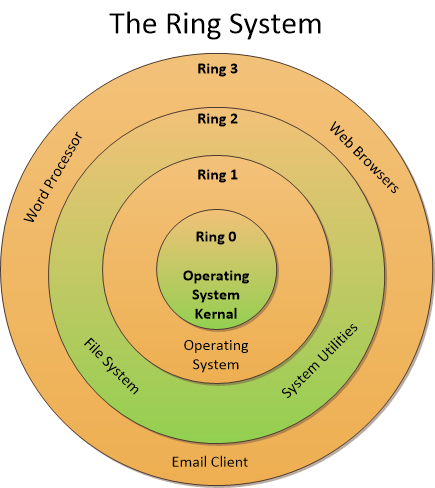 The Ring System
Ring 3
Ring 2
Ring 1
Ring 0
Operating
System
Kernal
Operating
System
Word Processor
Web Browsers
File System
System Utilities
Email Client